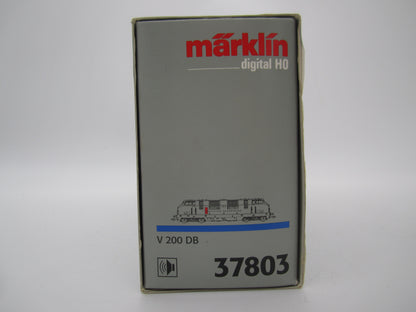 märklin
digital H0
V 200 DB
37803